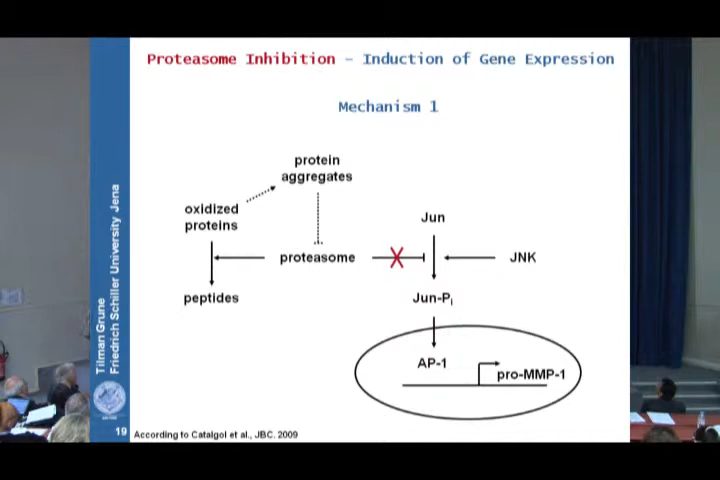 Proteasome Inhibition – Induction of Gene Expression
Mechanism 1
protein
aggregates
oxidized
proteins
Jun
proteasome
JNK
peptides
Jun-Pi
AP-1
pro-MMP-1
Tilman Grune
Friedrich Schiller University Jena
19
According to Catalgol et al., JBC. 2009